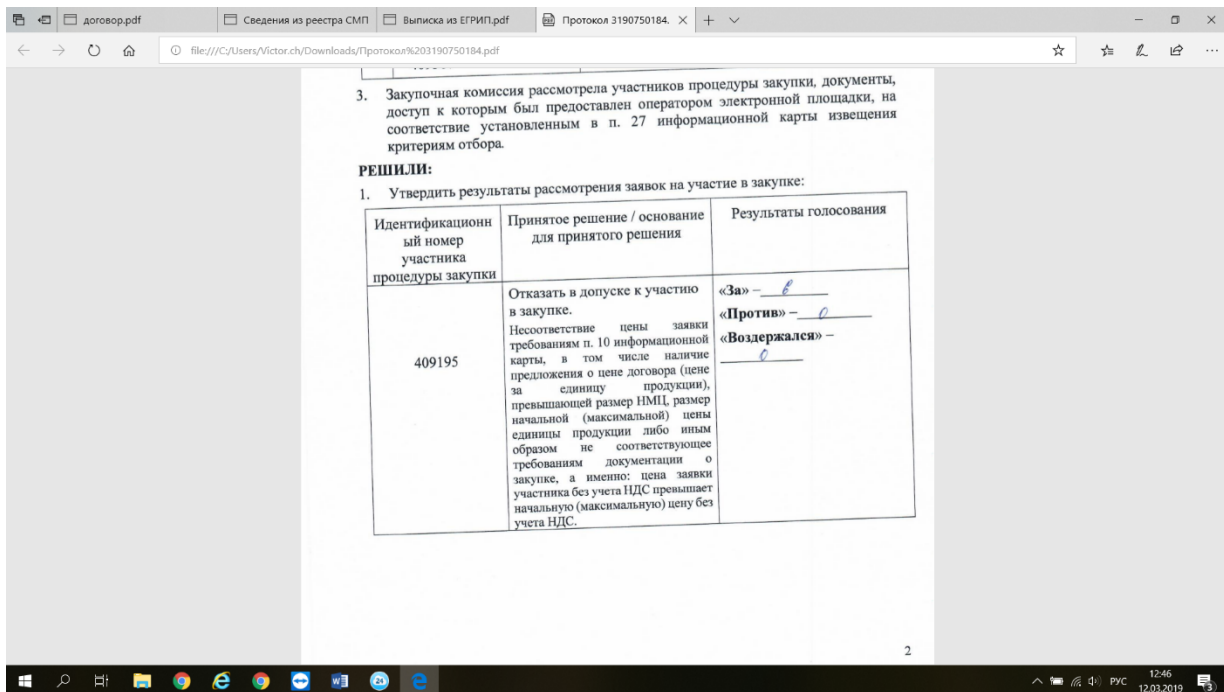 договор.pdf
Сведения из реестра СМП
Выписка из ЕГРИП.pdf
Протокол 3190750184.
file:///C:/Users/Victor.ch/Downloads/Протокол%203190750184.pdf
3. Закупочная комиссия рассмотрела участников процедуры закупки, документы,
доступ к которым был предоставлен оператором электронной площадки, на
соответствие установленным в п. 27 информационной карты извещения
критериям отбора.
РЕШИЛИ:
1. Утвердить результаты рассмотрения заявок на участие в закупке:
Идентификационн
ый номер
участника
процедуры закупки
Принятое решение / основание
для принятого решения
Результаты голосования
409195
Отказать в допуске к участию
в закупке.
Несоответствие цены заявки
требованиям п. 10 информационной
карты, в том числе наличие
предложения о цене договора (цене
за единицу продукции),
превышающей размер НМЦ, размер
начальной (максимальной) цены
единицы продукции либо иным
образом не соответствующее
требованиям документации о
закупке, а именно: цена заявки
участника без учета НДС превышает
начальную (максимальную) цену без
учета НДС.
«За» –
«Против» – 0
«Воздержался» –
0
2
24
РУС
12:46
12.03.2019
3